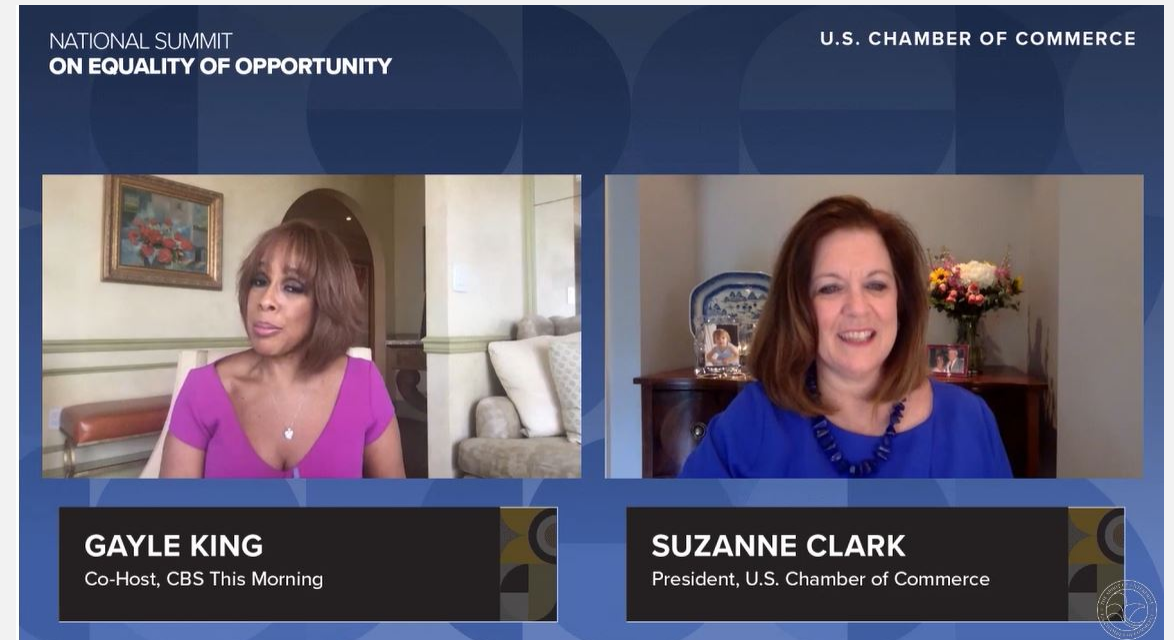 NATIONAL SUMMIT
ON EQUALITY OF OPPORTUNITY
U.S. CHAMBER OF COMMERCE
GAYLE KING
Co-Host, CBS This Morning
SUZANNE CLARK
President, U.S. Chamber of Commerce